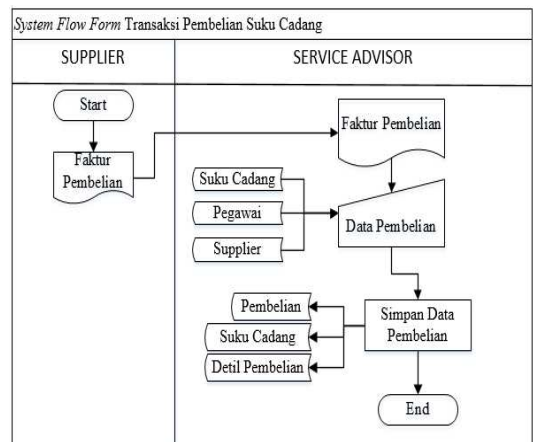 System Flow Form Transaksi Pembelian Suku Cadang
SUPPLIER
SERVICE ADVISOR
Start
Faktur
Pembelian
Faktur Pembelian
Suku Cadang
Pegawai
Supplier
Data Pembelian
Pembelian
Suku Cadang
Detil Pembelian
Simpan Data
Pembelian
End